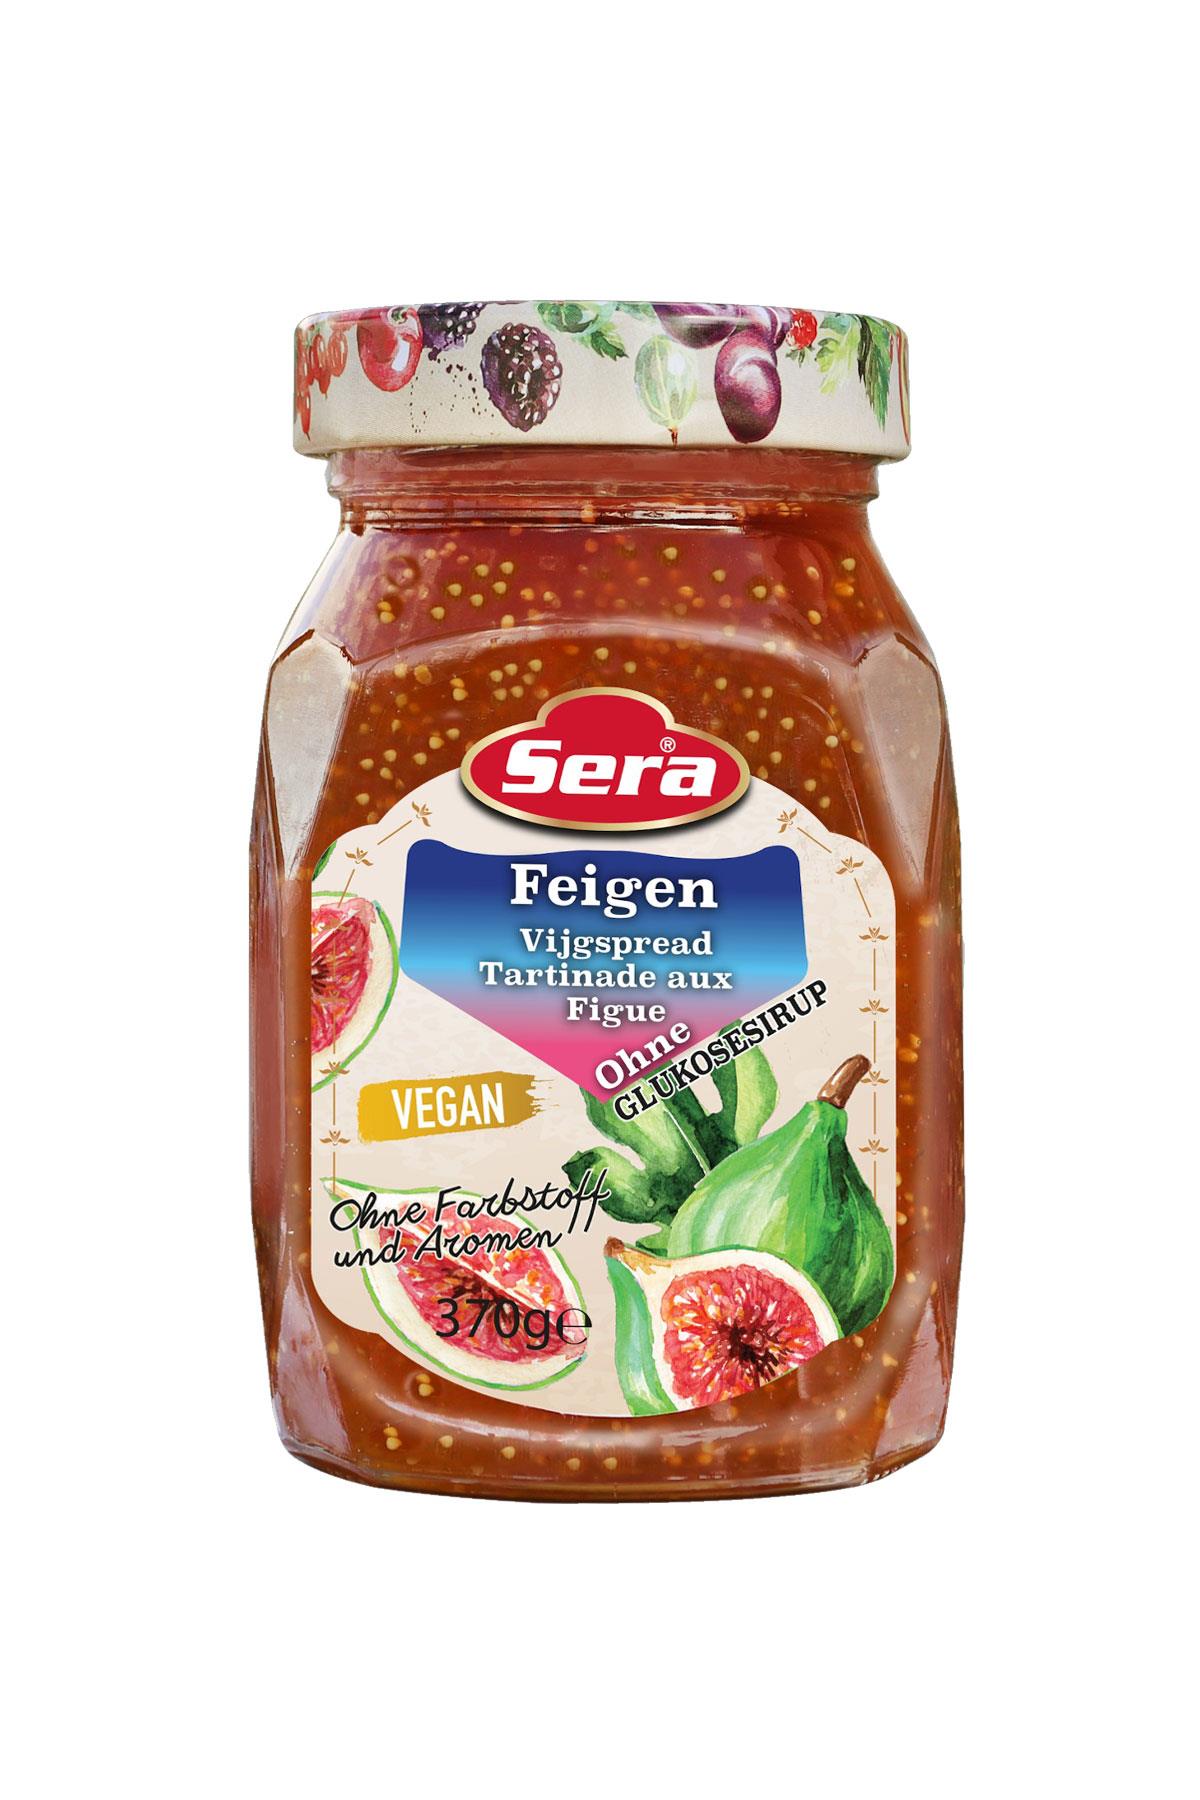 Sera®
Feigen
Vijgspread
Tartinade aux
Figue
Ohne
GLUKOSESIRUP
VEGAN
Ohne Farbstoff
und Aromen
370g℮